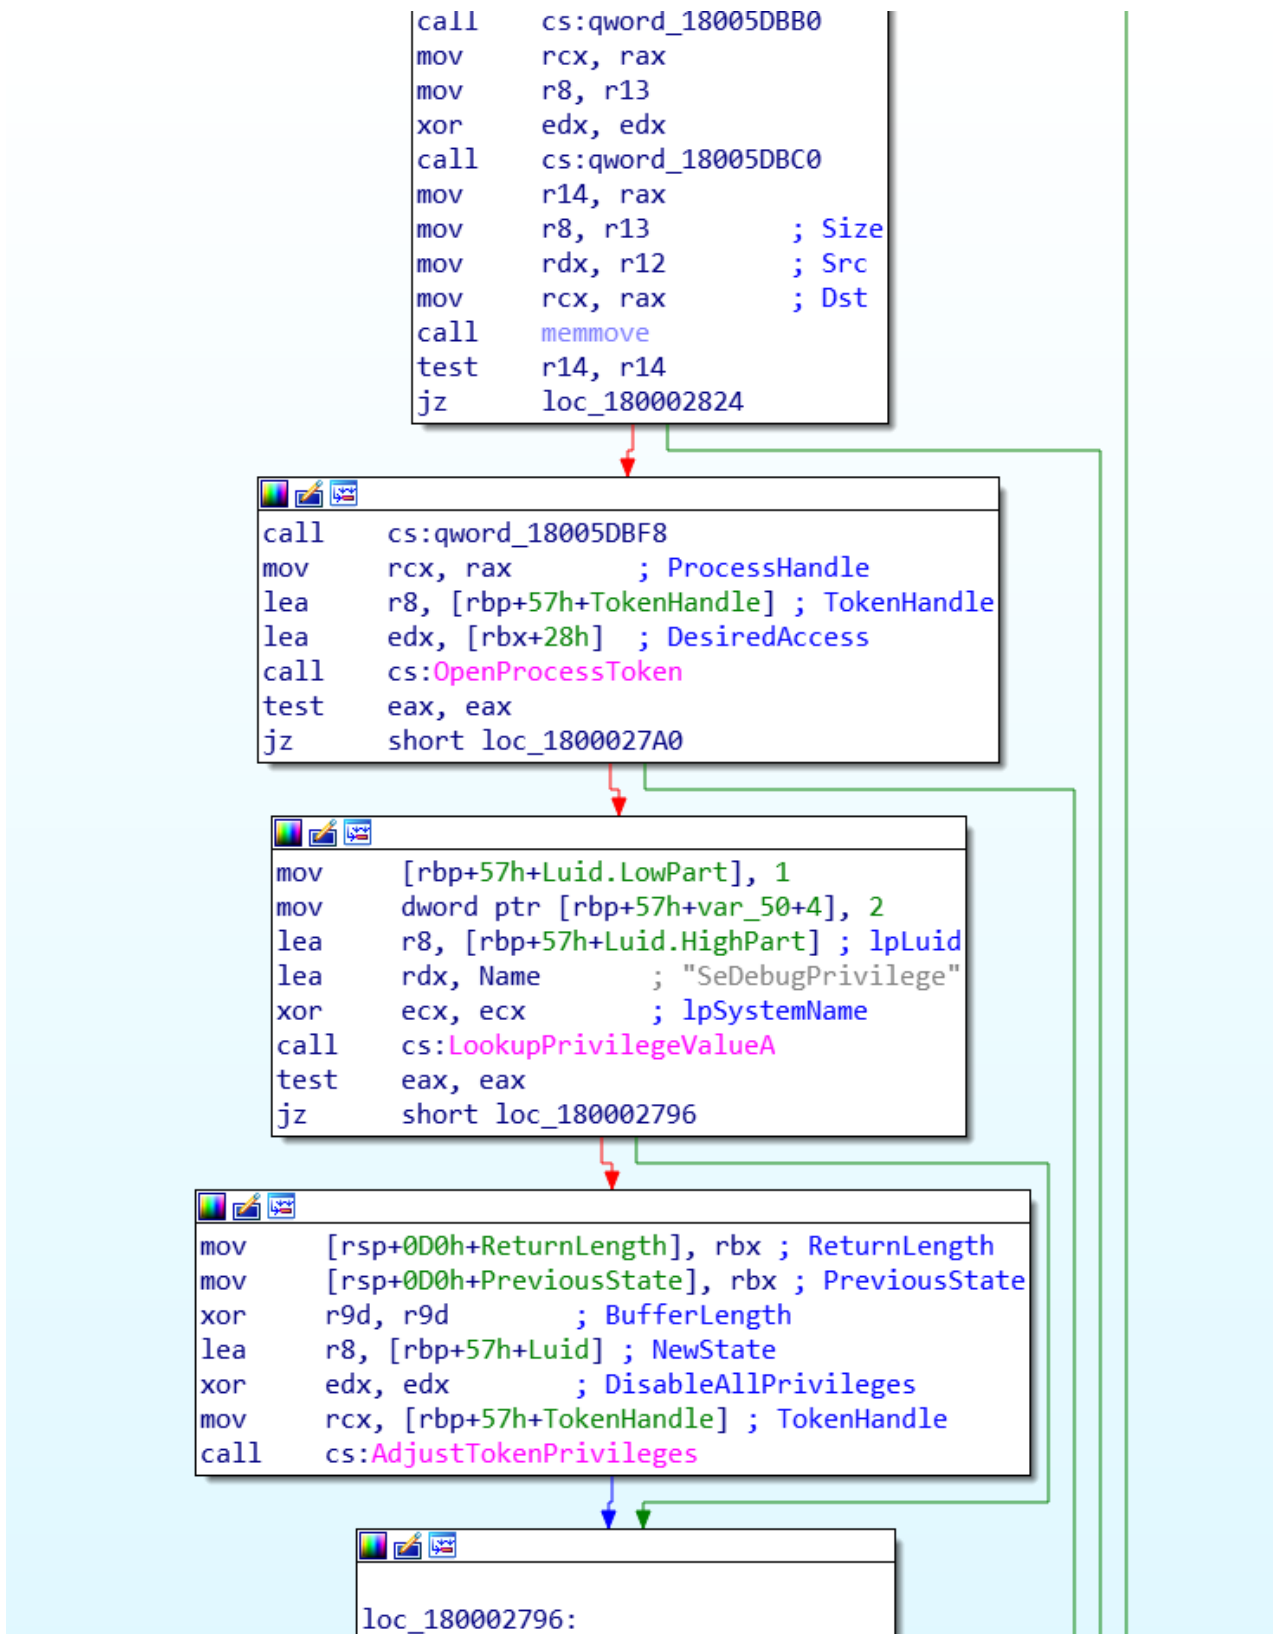 call cs:qword_18005DBB0
mov rcx, rax
mov r8, r13
xor edx, edx
call cs:qword_18005DBC0
mov r14, rax
mov r8, r13 ; Size
mov rdx, r12 ; Src
mov rcx, rax ; Dst
call memmove
test r14, r14
jz loc_180002824
call cs:qword_18005DBF8
mov rcx, rax ; ProcessHandle
lea r8, [rbp+57h+TokenHandle] ; TokenHandle
lea edx, [rbx+28h] ; DesiredAccess
call cs:OpenProcessToken
test eax, eax
jz short loc_1800027A0
mov [rbp+57h+Luid.LowPart], 1
mov dword ptr [rbp+57h+var_50+4], 2
lea r8, [rbp+57h+Luid.HighPart] ; lpLuid
lea rdx, Name ; "SeDebugPrivilege"
xor ecx, ecx ; lpSystemName
call cs:LookupPrivilegeValueA
test eax, eax
jz short loc_180002796
mov [rsp+0D0h+ReturnLength], rbx ; ReturnLength
mov [rsp+0D0h+PreviousState], rbx ; PreviousState
xor r9d, r9d ; BufferLength
lea r8, [rbp+57h+Luid] ; NewState
xor edx, edx ; DisableAllPrivileges
mov rcx, [rbp+57h+TokenHandle] ; TokenHandle
call cs:AdjustTokenPrivileges
loc_180002796: